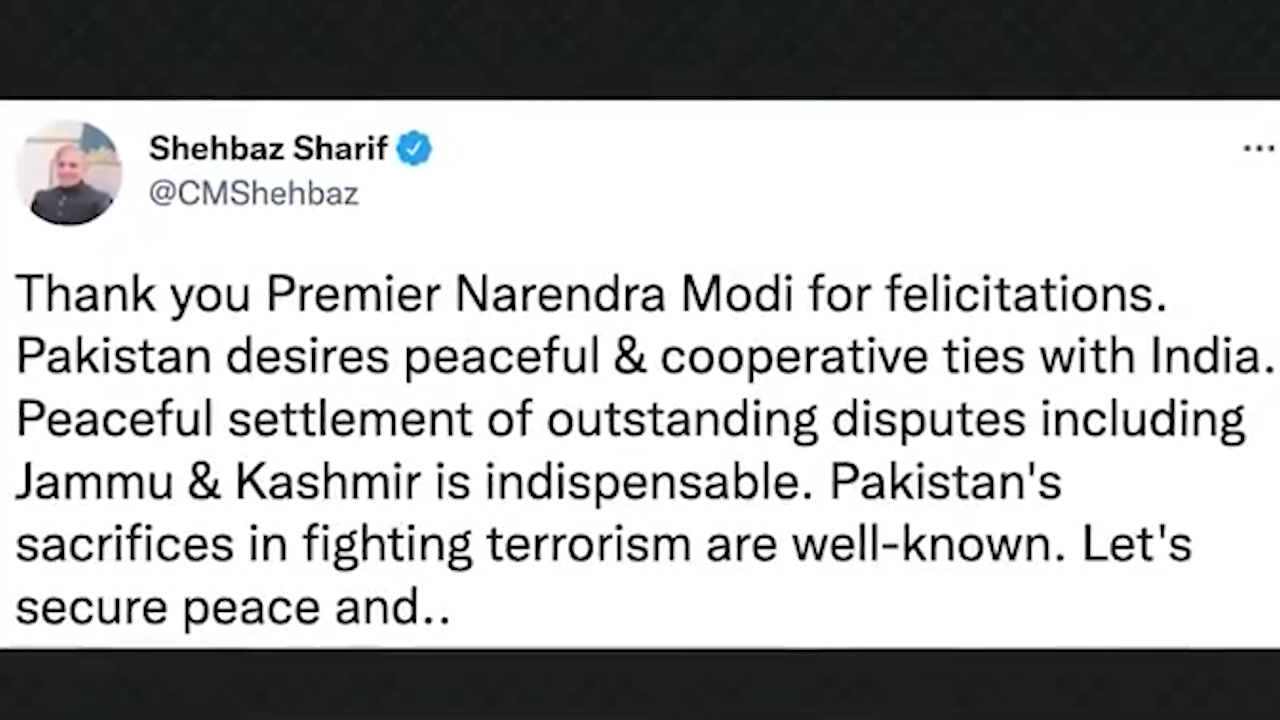 Shehbaz Sharif
@CMShehbaz
Thank you Premier Narendra Modi for felicitations.
Pakistan desires peaceful & cooperative ties with India.
Peaceful settlement of outstanding disputes including
Jammu & Kashmir is indispensable. Pakistan's
sacrifices in fighting terrorism are well-known. Let's
secure peace and..